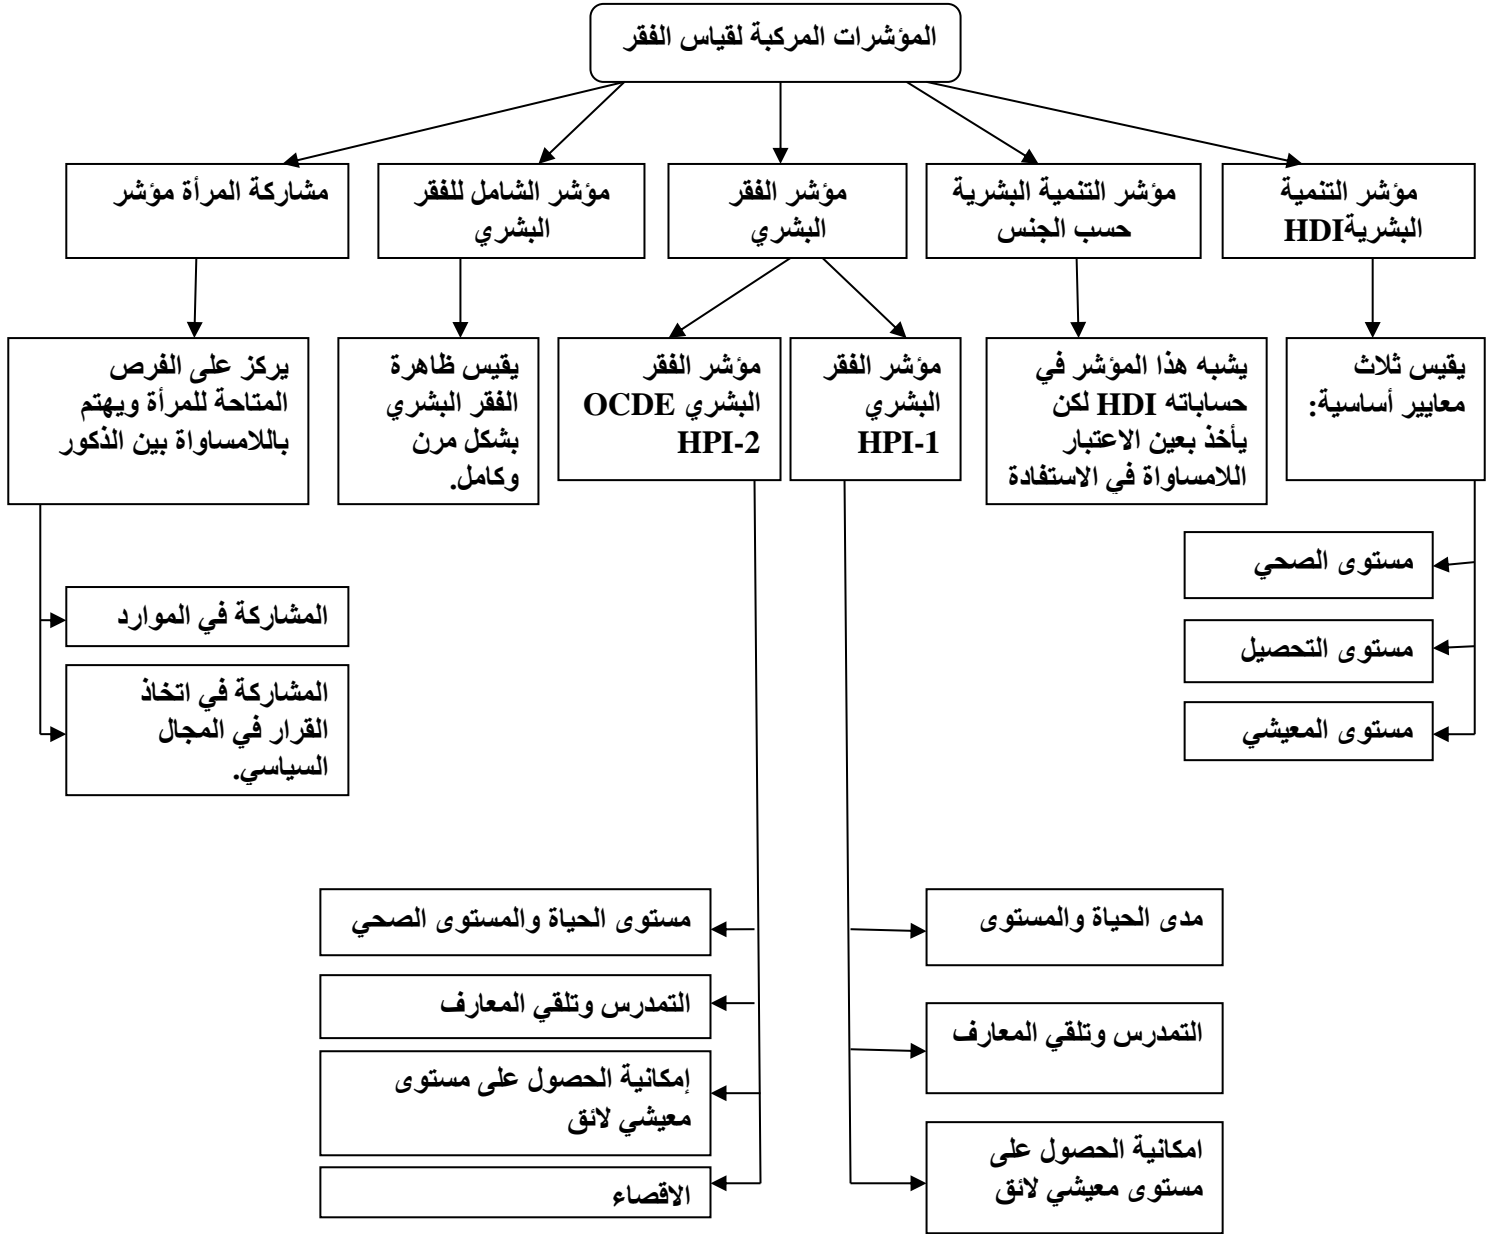 المؤشرات المركبة لقياس الفقر
مؤشر التنمية
البشريةHDI
مؤشر التنمية البشرية
حسب الجنس
مؤشر الفقر
البشري
مؤشر الشامل للفقر
البشري
مشاركة المرأة مؤشر
يقيس ثلاث
معايير أساسية:
يشبه هذا المؤشر في
حساباته HDI لكن
يأخذ بعين الاعتبار
اللامساواة في الاستفادة
مؤشر الفقر
البشري
HPI-1
مؤشر الفقر
البشري OCDE
HPI-2
يقيس ظاهرة
الفقر البشري
بشكل مرن
وكامل.
يركز على الفرص
المتاحة للمرأة ويهتم
باللامساواة بين الذكور
مستوى الصحي
مستوى التحصيل
مستوى المعيشي
المشاركة في الموارد
المشاركة في اتخاذ
القرار في المجال
السياسي.
مدى الحياة والمستوى
التمدرس وتلقي المعارف
امكانية الحصول على
مستوى معيشي لائق
مستوى الحياة والمستوى الصحي
التمدرس وتلقي المعارف
إمكانية الحصول على مستوى
معيشي لائق
الاقصاء